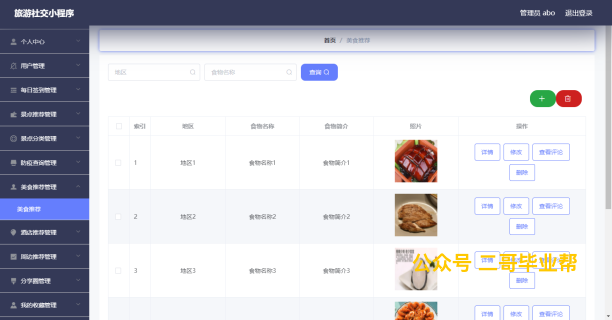 旅游社交小程序
管理员 abo 退出登录
首页 / 美食推荐
个人中心
用户管理
每日签到管理
景点推荐管理
景点分类管理
防疫查询管理
美食推荐管理
美食推荐
酒店推荐管理
周边推荐管理
分享圈管理
我的收藏管理
地区 食物名称 查询
索引 地区 食物名称 食物简介 照片 操作
1 地区1 食物名称1 食物简介1 详情 修改 查看评论
删除
2 地区2 食物名称2 食物简介2 详情 修改 查看评论
删除
3 地区3 食物名称3 食物简介3 详情 修改 查看评论
删除
公众号 二哥毕业帮
详情 修改 查看评论